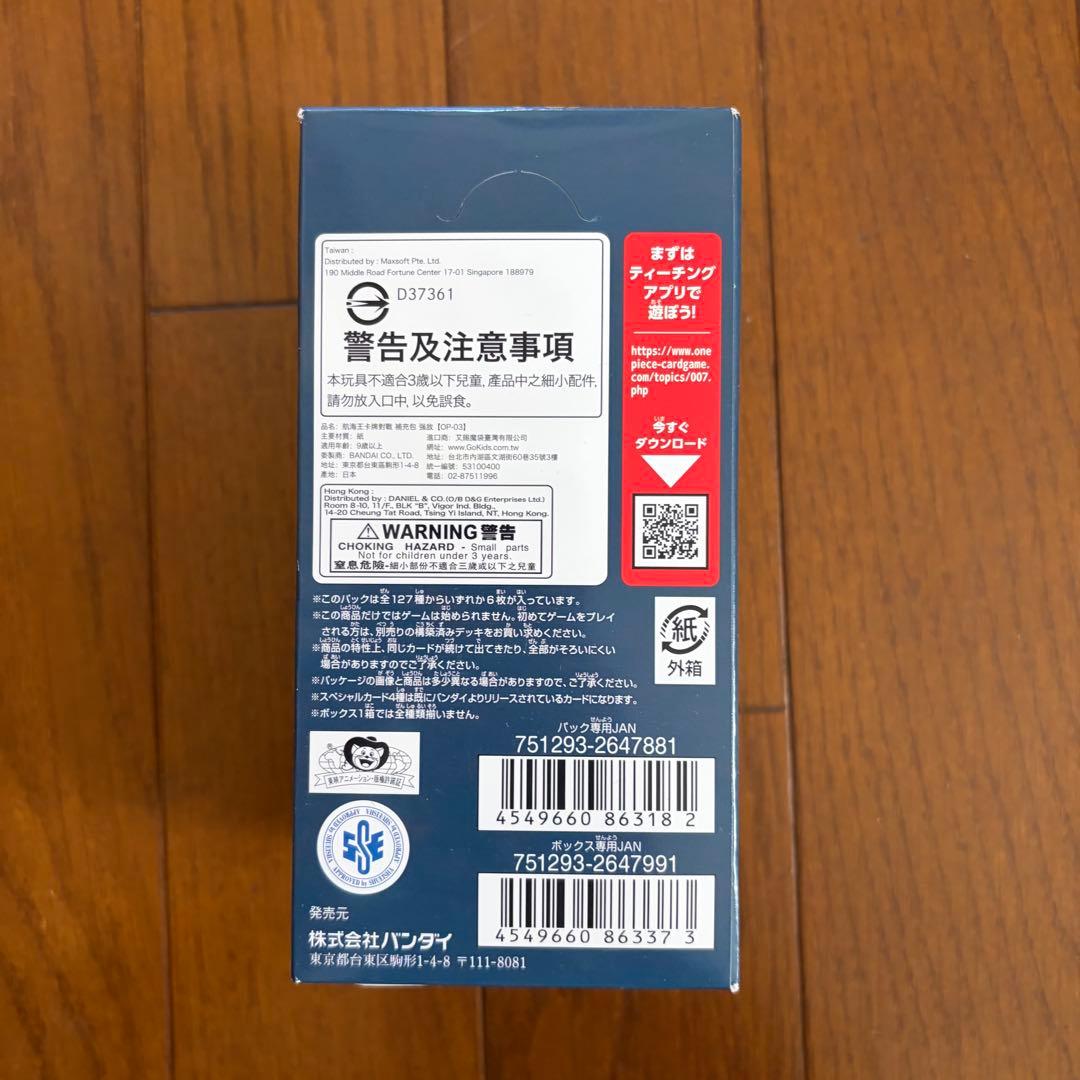 Taiwan :
Distributed by : Maxsoft Pte. Ltd.
190 Middle Road Fortune Center 17-01 Singapore 188979
D37361
警告及注意事項
本玩具不適合3歲以下兒童, 產品中之細小配件,
請勿放入口中, 以免誤食。
品名: 航海王卡牌對戰 補充包 強敵【OP-03】
主要材質: 紙
適用年齡: 9歲以上
委製商: BANDAI CO., LTD.
地址: 東京都台東區駒形1-4-8
產地: 日本
進口商: 艾賜魔袋臺灣有限公司
網址: www.GoKids.com.tw
地址: 台北市內湖區文湖街60巷35號3樓
統一編號: 53100400
電話: 02-87511996
Hong Kong :
Distributed by : DANIEL & CO.(O/B D&G Enterprises Ltd.)
Room 8-10, 11/F., BLK "B", Vigor Ind. Bldg.,
14-20 Cheung Tat Road, Tsing Yi Island, NT, Hong Kong.
WARNING 警告
CHOKING HAZARD - Small parts
Not for children under 3 years.
窒息危險-細小部份不適合三歲或以下之兒童
まずは
ティーチング
アプリで
遊ぼう!
https://www.one
piece-cardgame.
com/topics/007.
php
今すぐ
ダウンロード
※このパックは全127種からいずれか6枚が入っています。
※この商品だけではゲームは始められません。初めてゲームをプレイ
される方は、別売りの構築済みデッキをお買い求めください。
※商品の特性上、同じカードが続けて出てきたり、全部がそろいにくい
場合がありますのでご了承ください。
※パッケージの画像と商品は多少異なる場合がありますので、ご了承ください。
※スペシャルカード4種は既にバンダイよりリリースされているカードになります。
※ボックス1箱では全種類揃いません。
紙
外箱
パック専用JAN
751293-2647881
4549660 863182
ボックス専用JAN
751293-2647991
4549660 863373
東映アニメーション・版権許諾証
APPROVED by SHUEISHA
発売元
株式会社バンダイ
東京都台東区駒形1-4-8 〒111-8081